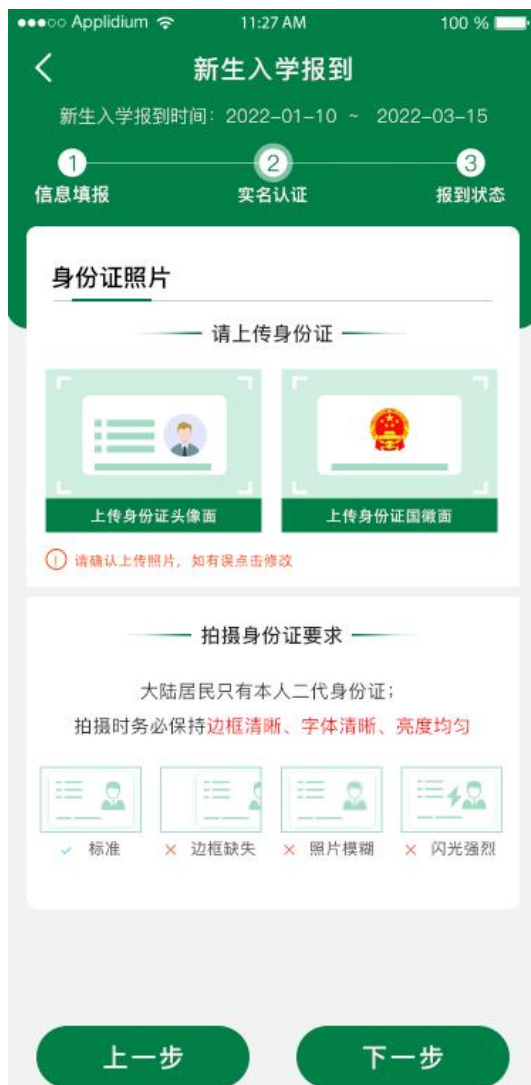 Applidium
11:27 AM
100 %
新生入学报到
新生入学报到时间：2022-01-10 ~ 2022-03-15
1
2
3
信息填报
实名认证
报到状态
身份证照片
请上传身份证
上传身份证头像面
上传身份证国徽面
请确认上传照片，如有误点击修改
拍摄身份证要求
大陆居民只有本人二代身份证；
拍摄时务必保持边框清晰、字体清晰、亮度均匀
标准
边框缺失
照片模糊
闪光强烈
上一步
下一步